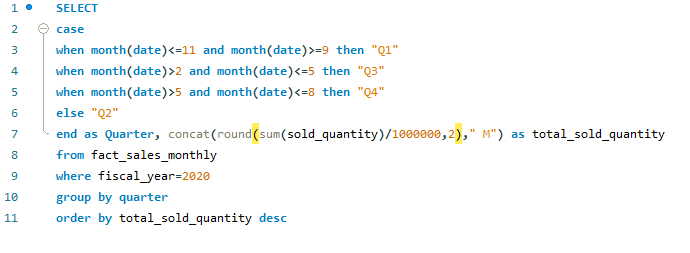 1 SELECT
2 case
3 when month(date)<=11 and month(date)>=9 then "Q1"
4 when month(date)>2 and month(date)<=5 then "Q3"
5 when month(date)>5 and month(date)<=8 then "Q4"
6 else "Q2"
7 end as Quarter, concat(round(sum(sold_quantity)/1000000,2)," M") as total_sold_quantity
8 from fact_sales_monthly
9 where fiscal_year=2020
10 group by quarter
11 order by total_sold_quantity desc